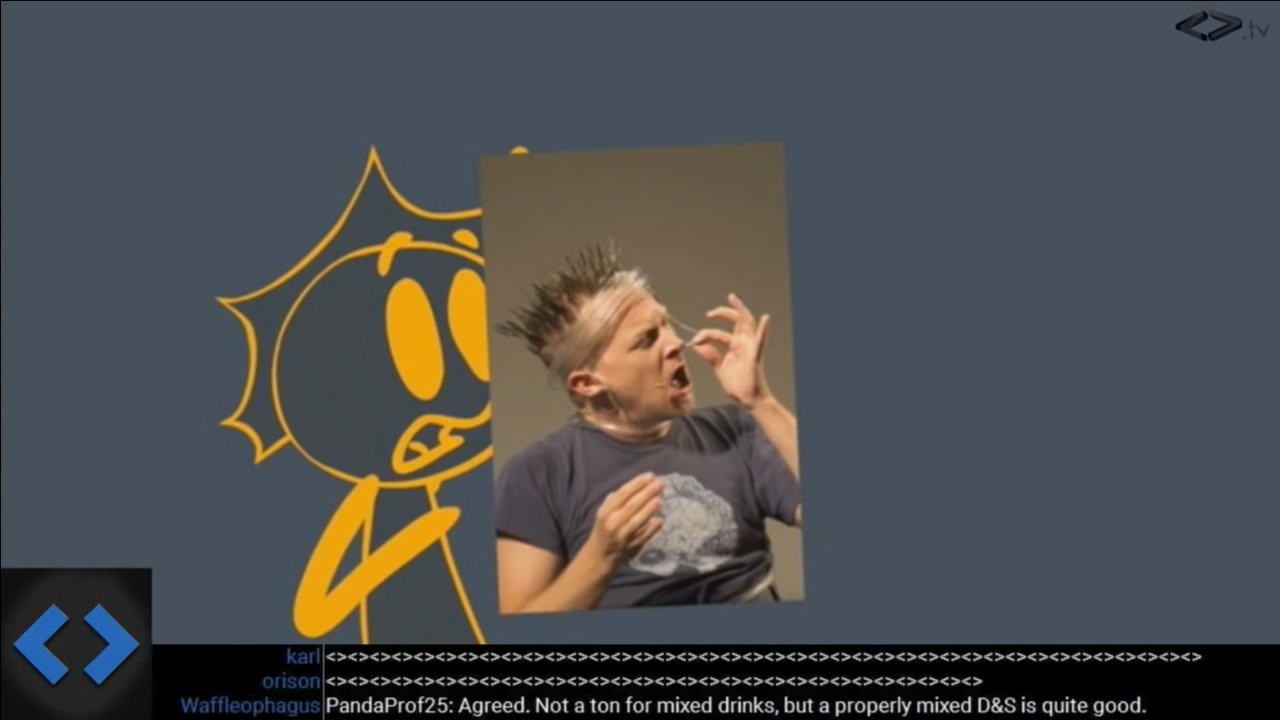 <>.tv
karl <><><><><><><><><><><><><><><><><><><><><><><><><><><><><><><><><><><><><><><><>
orison <><><><><><><><><><><><><><><><><><><><><><><><><><><><><><>
Waffleophagus PandaProf25: Agreed. Not a ton for mixed drinks, but a properly mixed D&S is quite good.